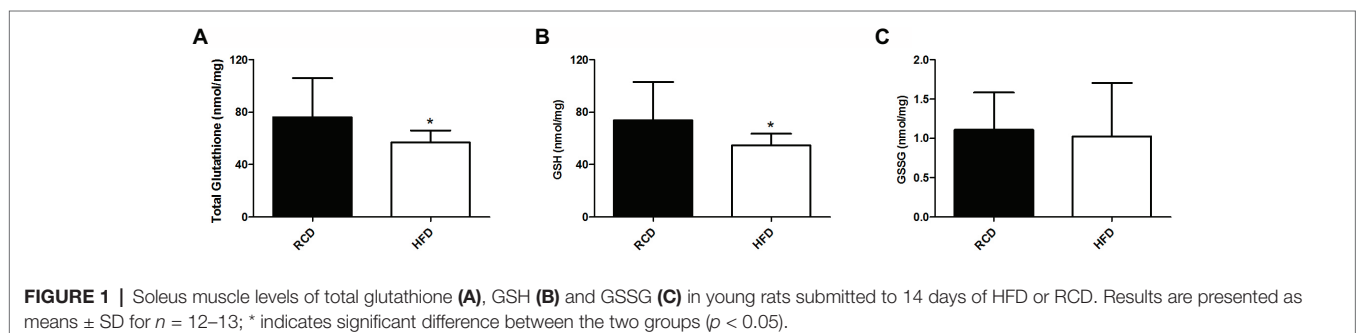 A
B
C
Total Glutathione (nmol/mg)
120
80
40
0
*
RCD
HFD
GSH (nmol/mg)
120
80
40
0
*
RCD
HFD
GSSG (nmol/mg)
2.0
1.5
1.0
0.5
0.0
RCD
HFD
FIGURE 1 | Soleus muscle levels of total glutathione (A), GSH (B) and GSSG (C) in young rats submitted to 14 days of HFD or RCD. Results are presented as
means ± SD for n = 12–13; * indicates significant difference between the two groups (p < 0.05).